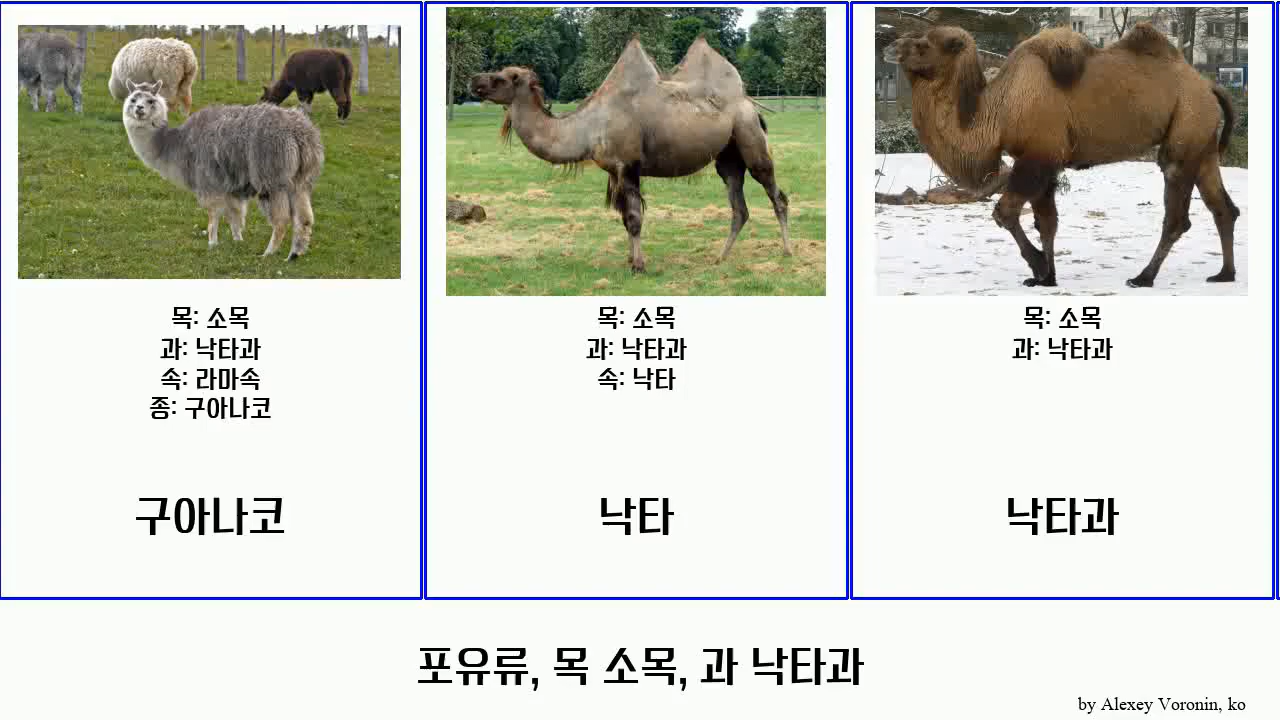 목: 소목
과: 낙타과
속: 라마속
종: 구아나코
구아나코
목: 소목
과: 낙타과
속: 낙타
낙타
목: 소목
과: 낙타과
낙타과
포유류, 목 소목, 과 낙타과
by Alexey Voronin, ko